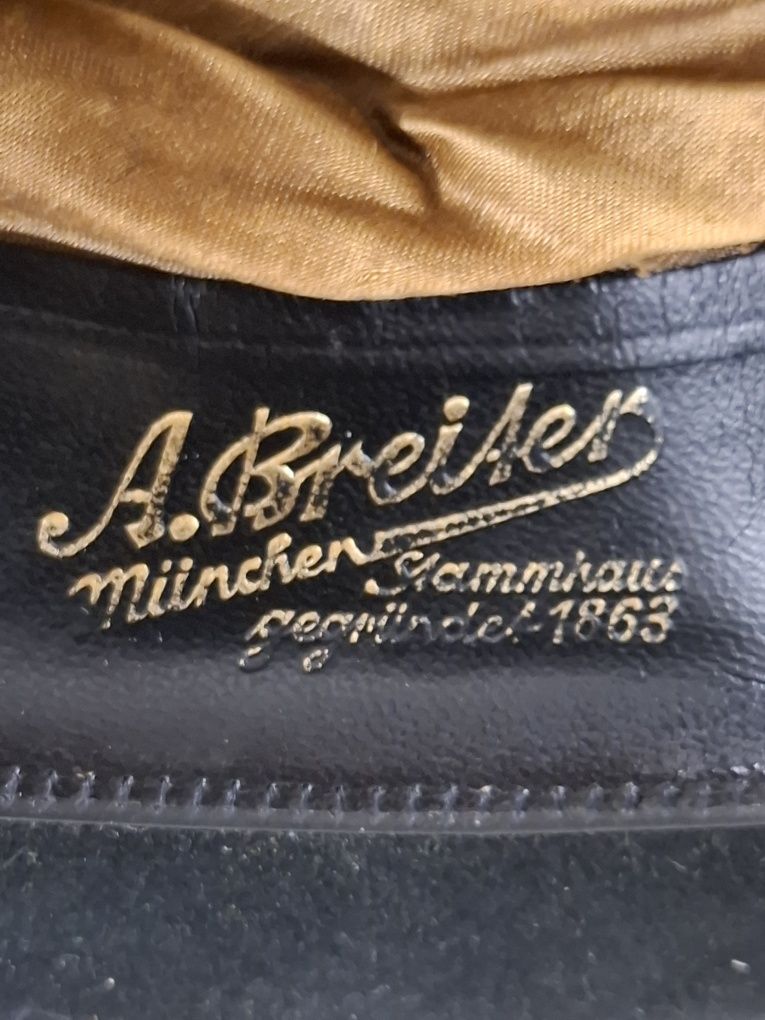 A. Breiter
München Stammhaus
gegründet 1863